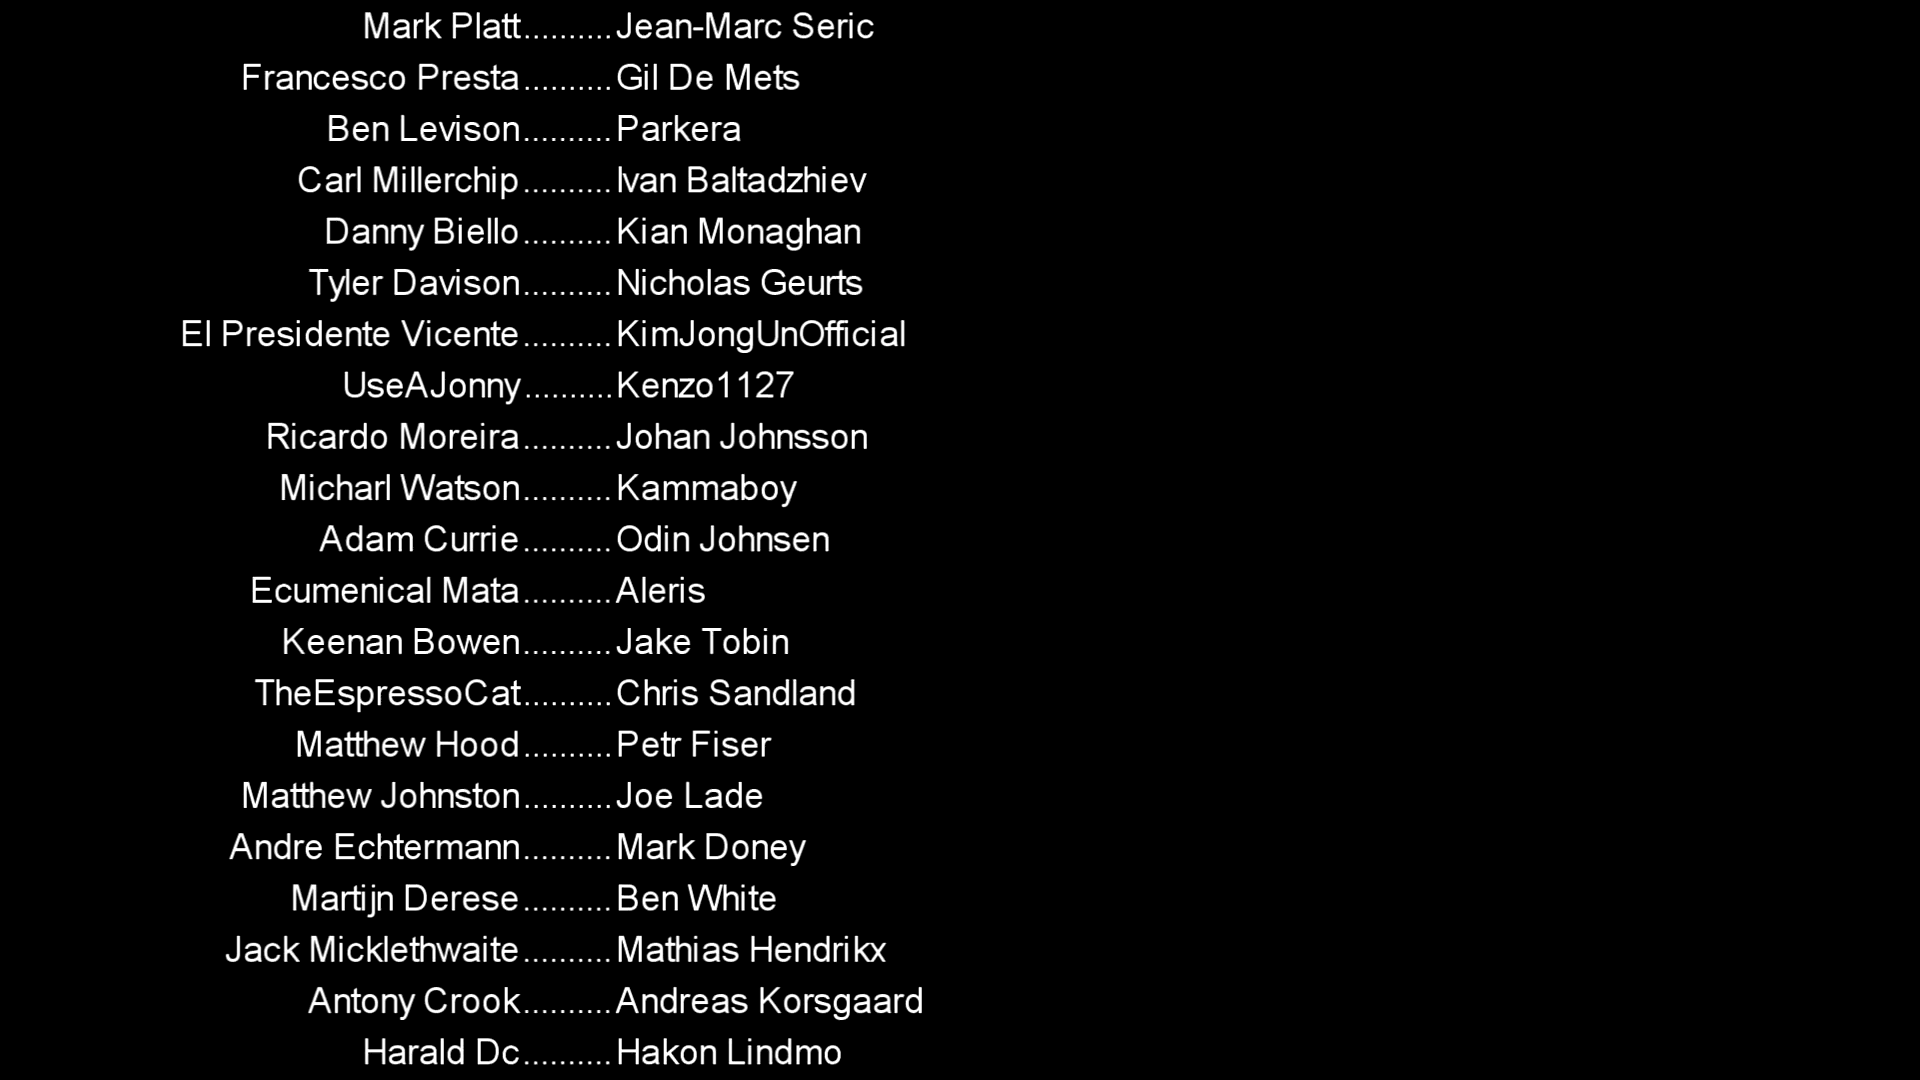 Mark Platt..........Jean-Marc Seric
Francesco Presta..........Gil De Mets
Ben Levison..........Parkera
Carl Millerchip..........Ivan Baltadzhiev
Danny Biello..........Kian Monaghan
Tyler Davison..........Nicholas Geurts
El Presidente Vicente..........KimJongUnOfficial
UseAJonny..........Kenzo1127
Ricardo Moreira..........Johan Johnsson
Micharl Watson..........Kammaboy
Adam Currie..........Odin Johnsen
Ecumenical Mata..........Aleris
Keenan Bowen..........Jake Tobin
TheEspressoCat..........Chris Sandland
Matthew Hood..........Petr Fiser
Matthew Johnston..........Joe Lade
Andre Echtermann..........Mark Doney
Martijn Derese..........Ben White
Jack Micklethwaite..........Mathias Hendrikx
Antony Crook..........Andreas Korsgaard
Harald Dc..........Hakon Lindmo